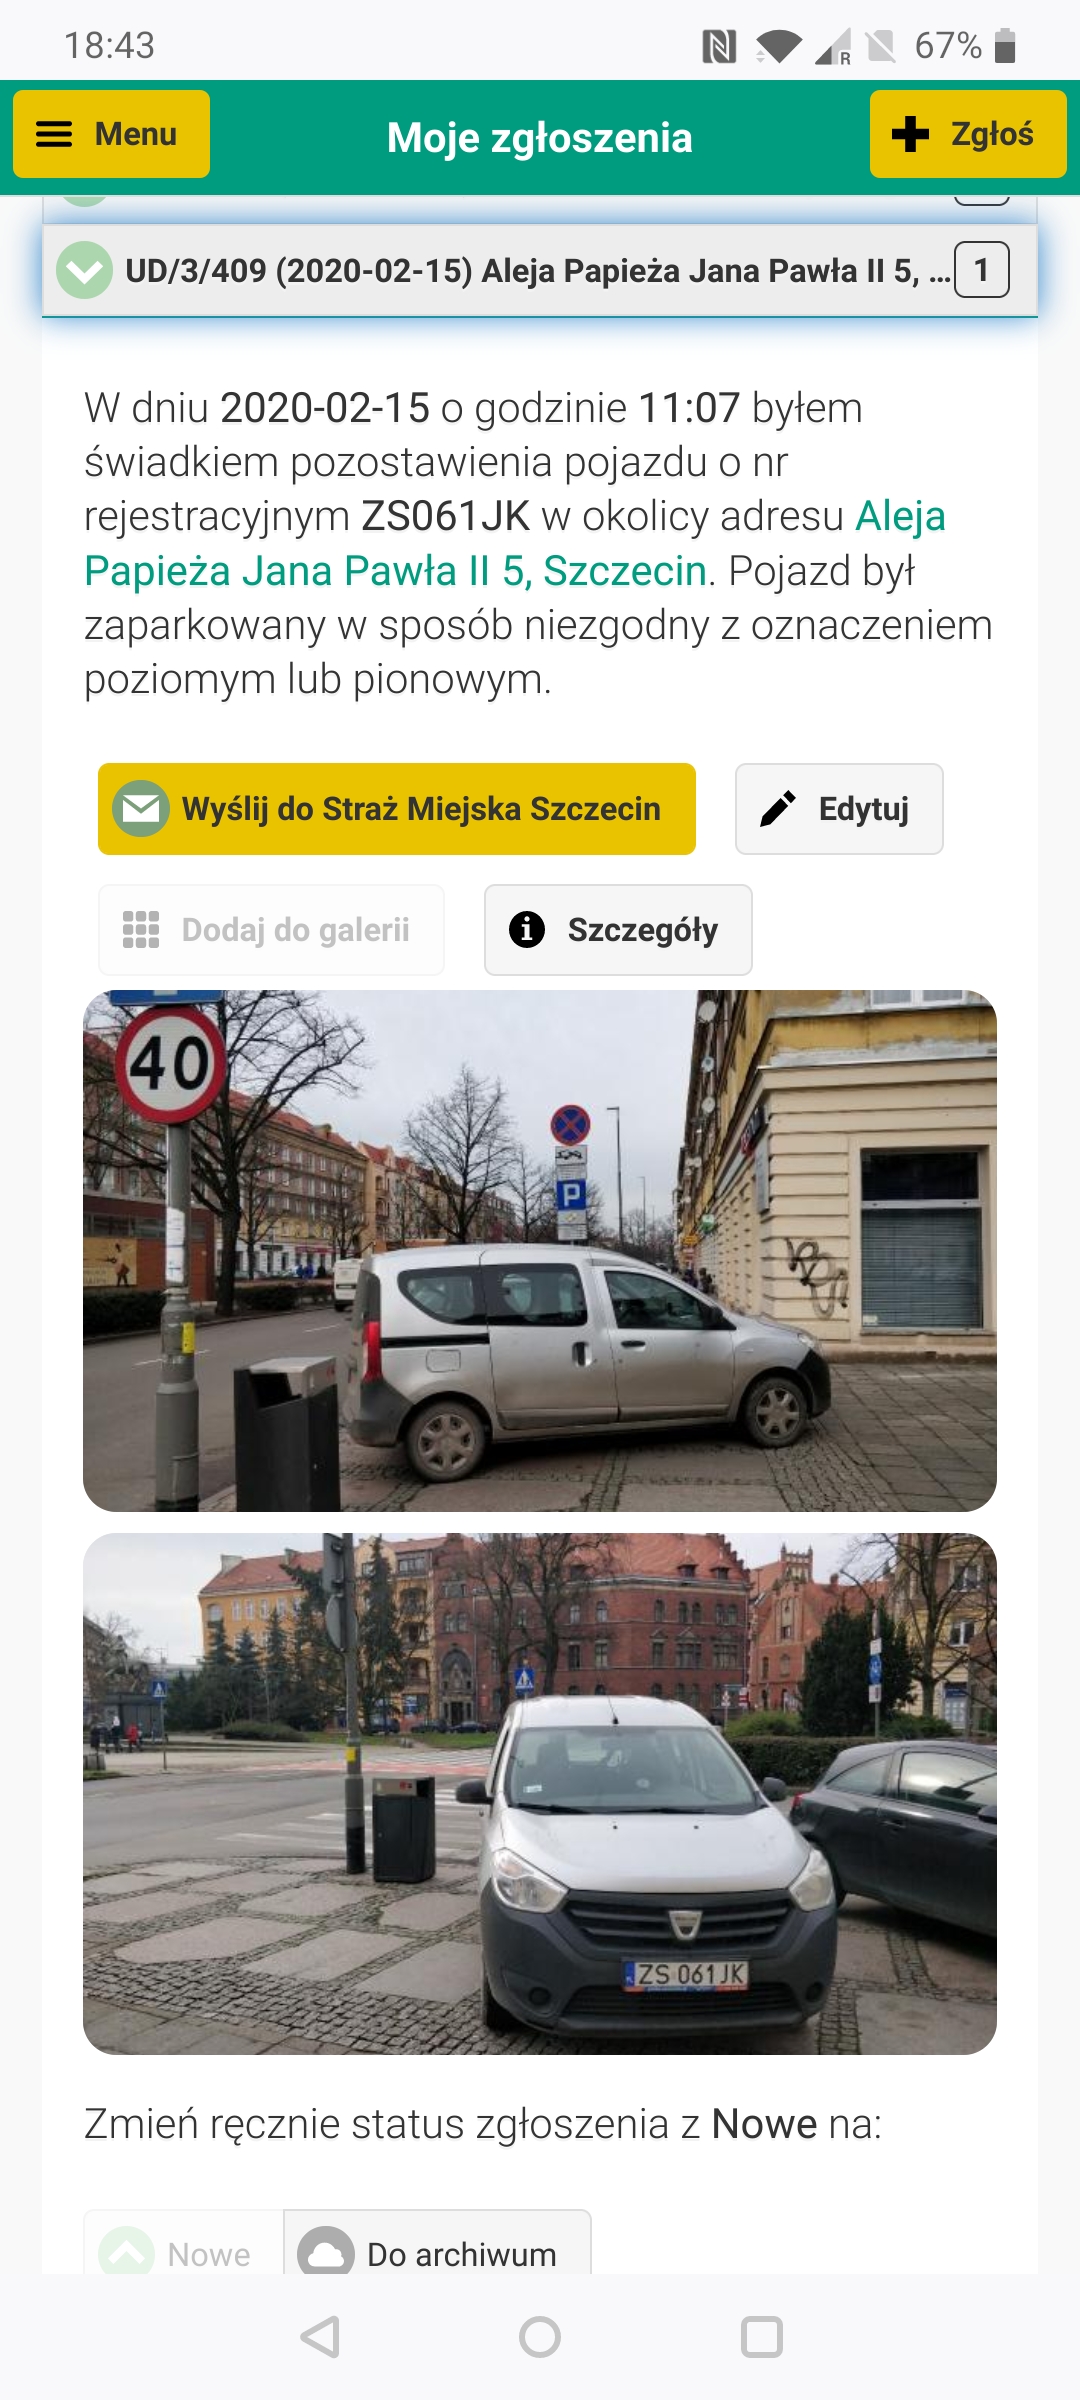 18:43
R
67%
Menu
Moje zgłoszenia
Zgłoś
UD/3/409 (2020-02-15) Aleja Papieża Jana Pawła II 5, ...
1
W dniu 2020-02-15 o godzinie 11:07 byłem
świadkiem pozostawienia pojazdu o nr
rejestracyjnym ZS061JK w okolicy adresu Aleja
Papieża Jana Pawła II 5, Szczecin. Pojazd był
zaparkowany w sposób niezgodny z oznaczeniem
poziomym lub pionowym.
Wyślij do Straż Miejska Szczecin
Edytuj
Dodaj do galerii
Szczegóły
40
P
ZS 061JK
Zmień ręcznie status zgłoszenia z Nowe na:
Nowe
Do archiwum